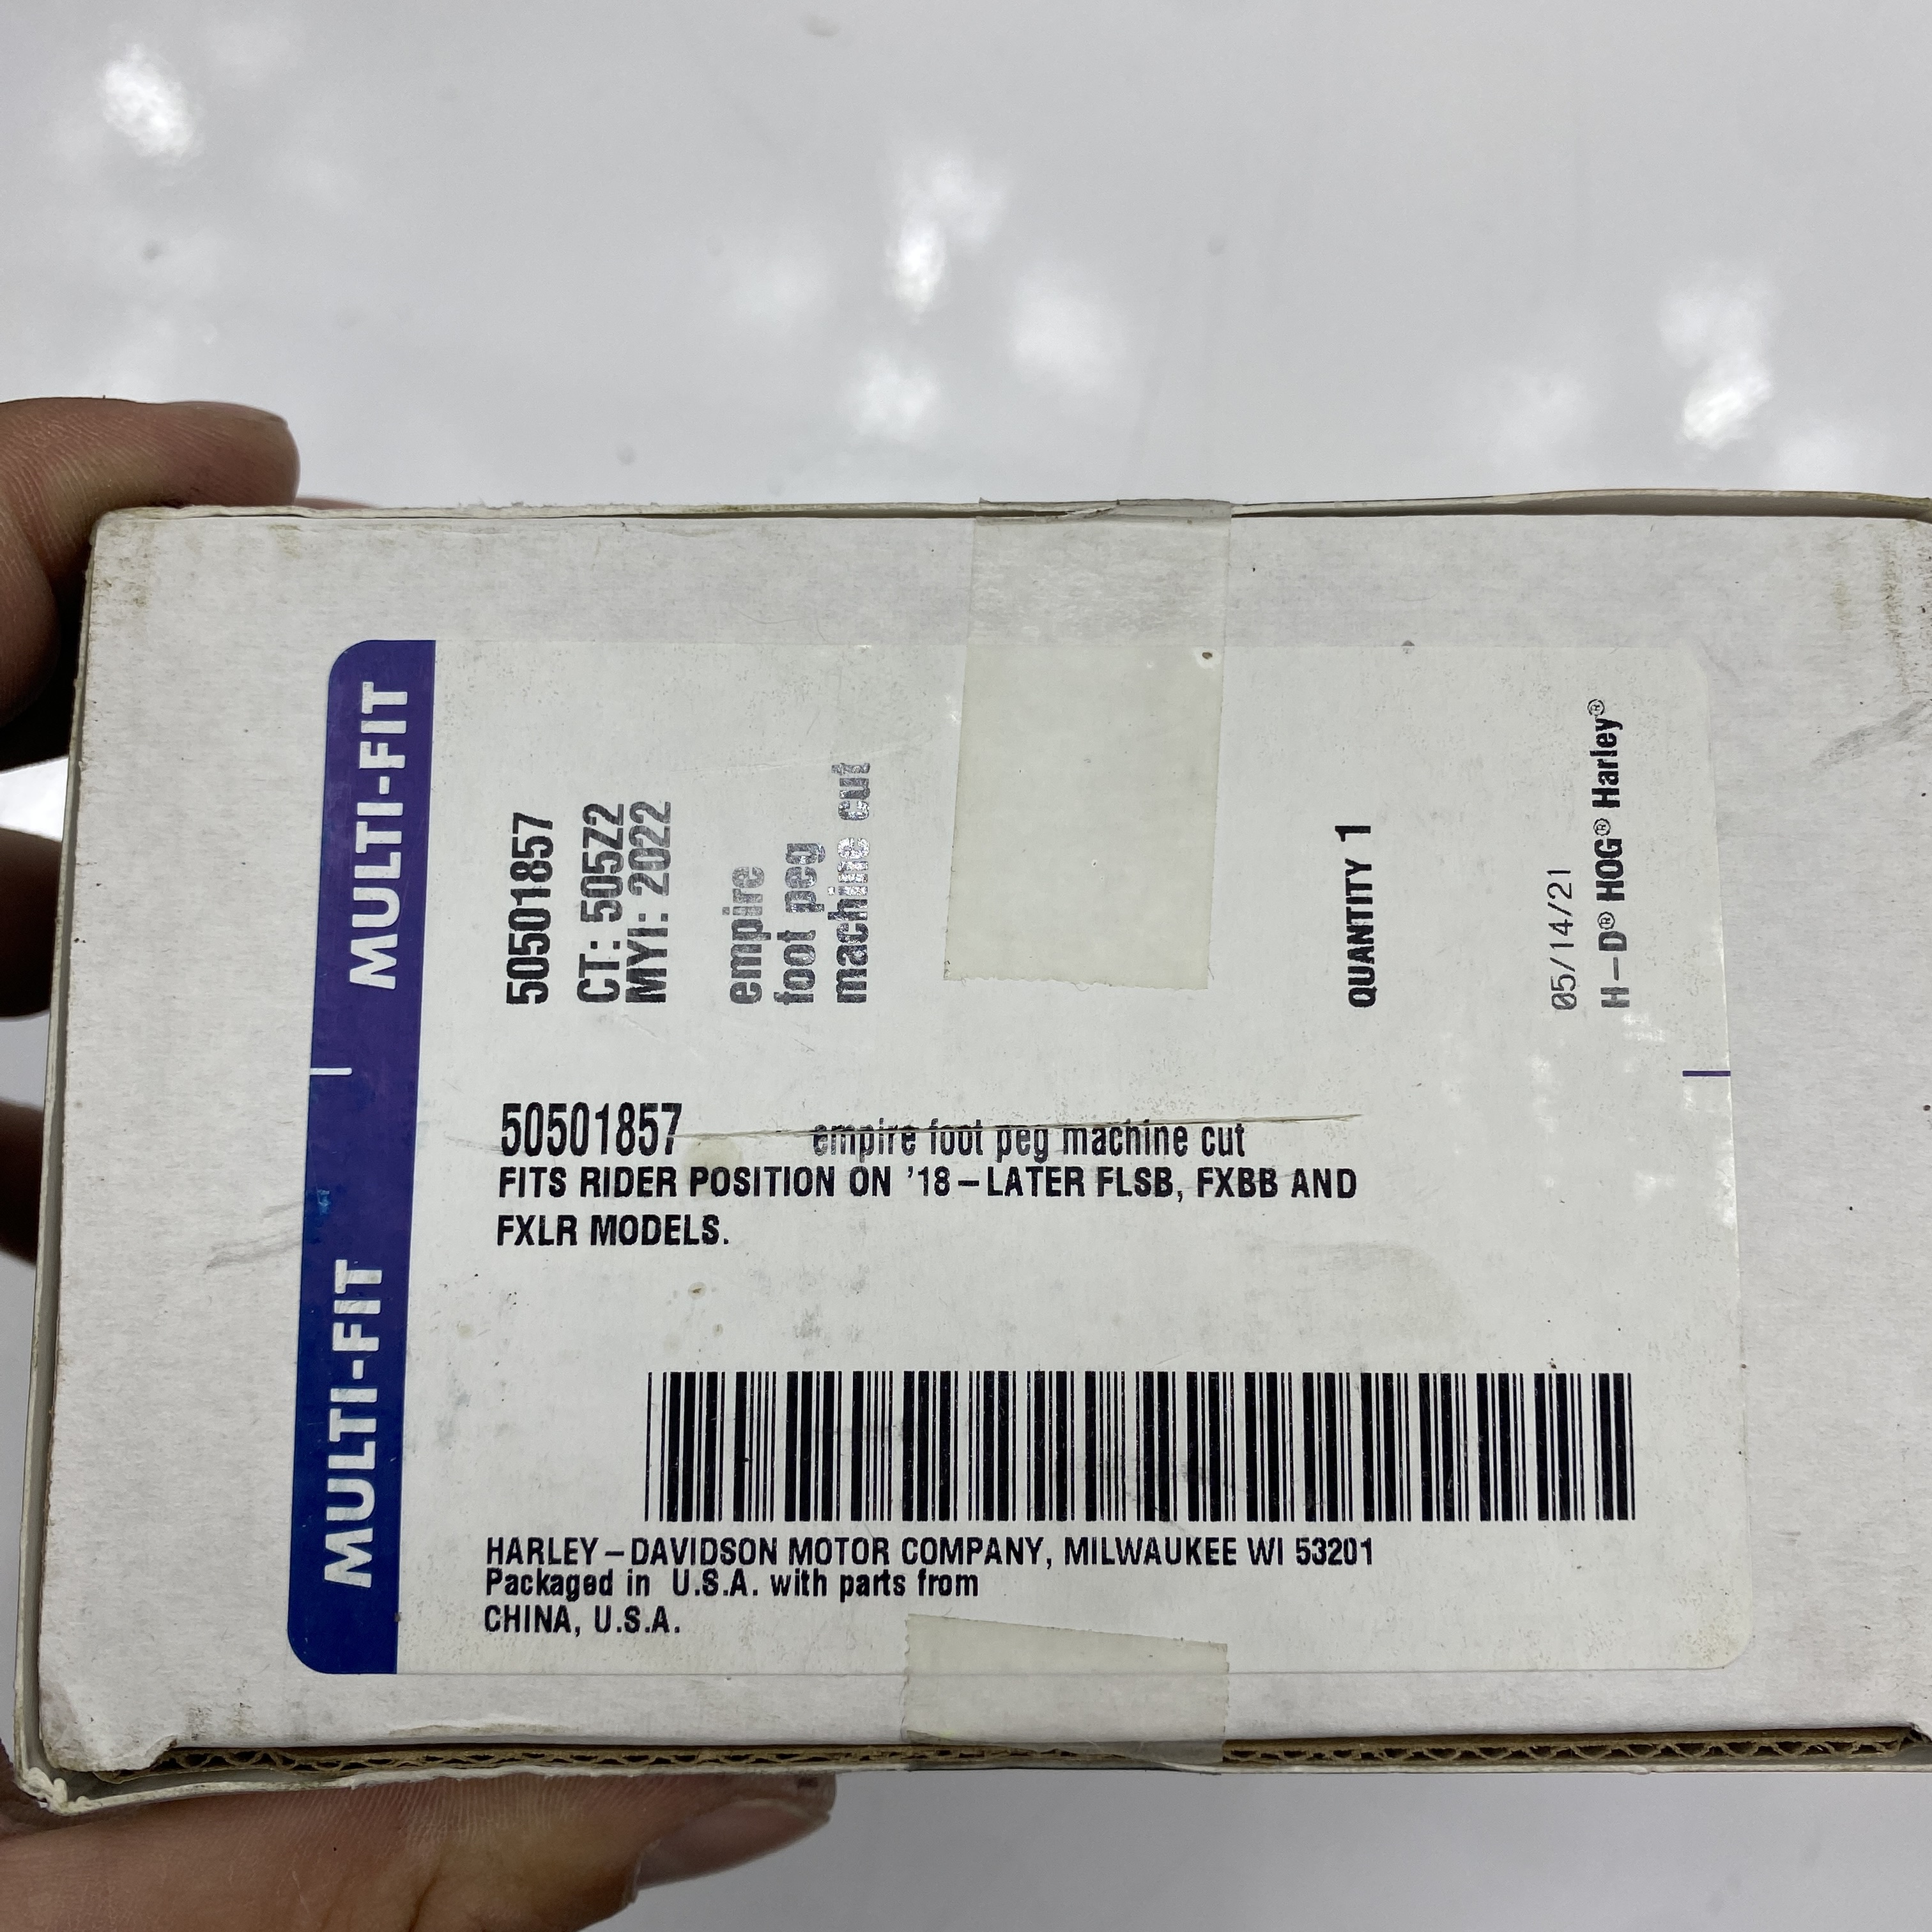 MULTI-FIT
50501857
CT: 505Z2
MYI: 2022
empire
foot peg
machine cut
QUANTITY 1
05/14/21
H-D® HOG® Harley®
MULTI-FIT
50501857 empire foot peg machine cut
FITS RIDER POSITION ON '18-LATER FLSB, FXBB AND
FXLR MODELS.
HARLEY-DAVIDSON MOTOR COMPANY, MILWAUKEE WI 53201
Packaged in U.S.A. with parts from
CHINA, U.S.A.